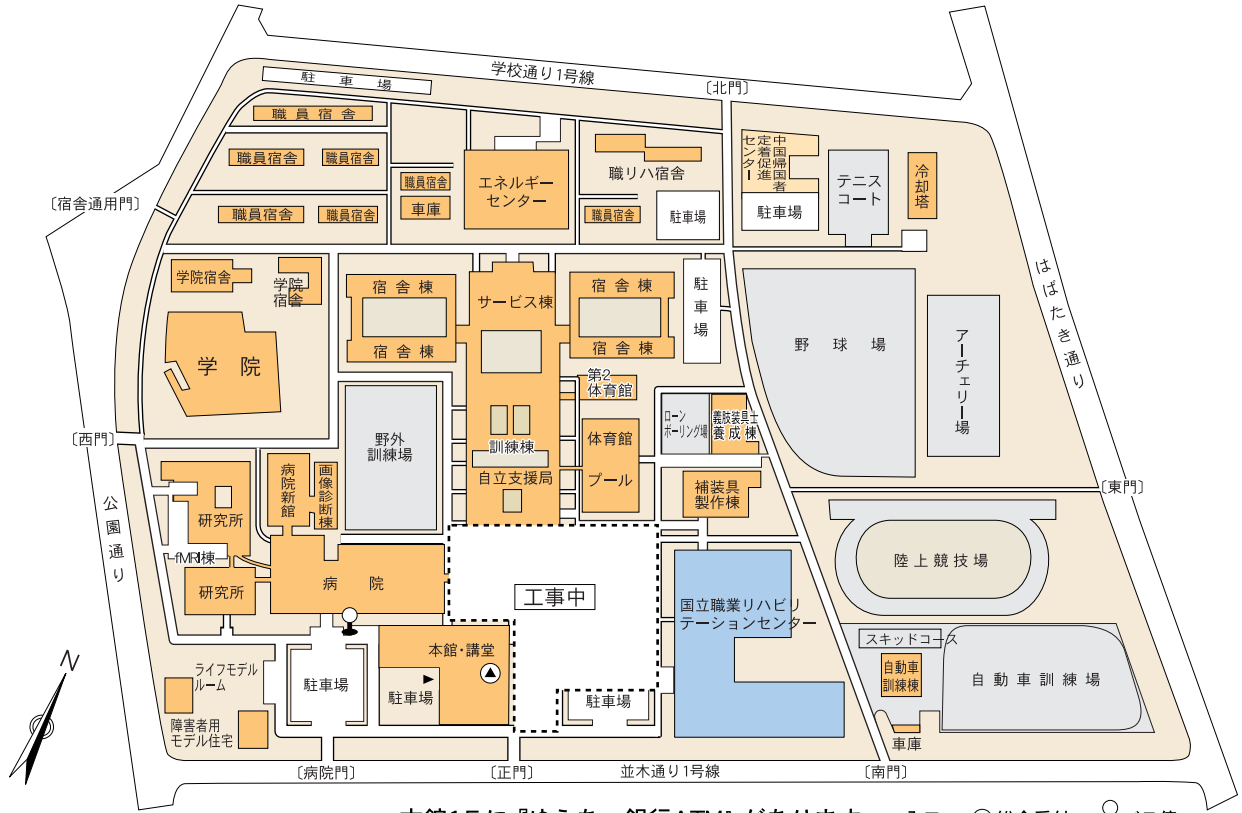 学校通り1号線
駐車場
〔北門〕
職員宿舎
職員宿舎
職員宿舎
職員宿舎
車庫
エネルギー
センター
職リハ宿舎
中国帰国者
定着促進
センター
テニス
コート
冷却塔
〔宿舎通用門〕
職員宿舎
職員宿舎
職員宿舎
駐車場
駐車場
学院宿舎
学院
宿舎
宿舎棟
サービス棟
宿舎棟
駐車場
はばたき通り
宿舎棟
宿舎棟
野球場
アーチェリー場
学院
第2
体育館
〔西門〕
野外
訓練場
訓練棟
自立支援局
体育館
プール
ローン
ボーリング場
義肢装具士
養成棟
病院新館
画像診断棟
補装具
製作棟
〔東門〕
公園通り
研究所
fMRI棟
研究所
病院
工事中
国立職業リハビリ
テーションセンター
陸上競技場
スキッドコース
本館・講堂
自動車
訓練棟
自動車訓練場
N
ライフモデル
ルーム
駐車場
駐車場
駐車場
障害者用
モデル住宅
車庫
〔病院門〕
〔正門〕
並木通り1号線
〔南門〕